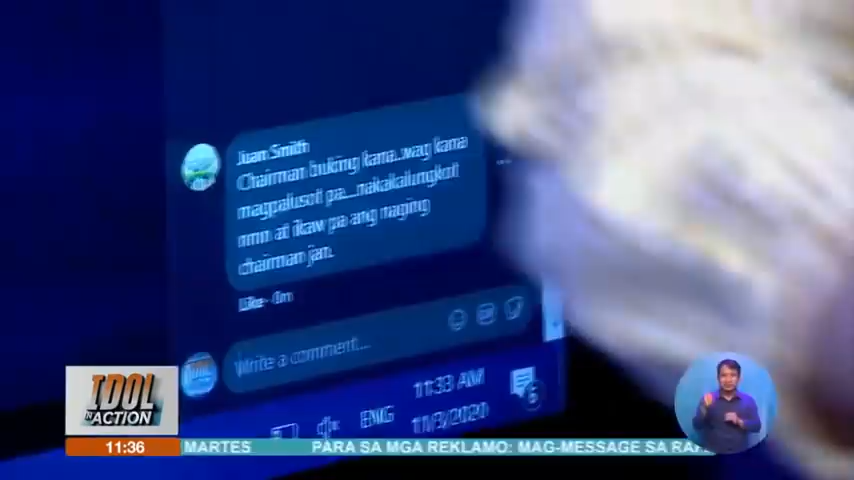 Juan Smith
Chairman buking kana..wag kana
magpalusot pa....nakakalungkot
nmn at ikaw pa ang naging
chairman jan.
Like · 0m
Write a comment...
11:33 AM
ENG
11/3/2020
6
IDOL
IN ACTION
11:36
MARTES
PARA SA MGA REKLAMO: MAG-MESSAGE SA